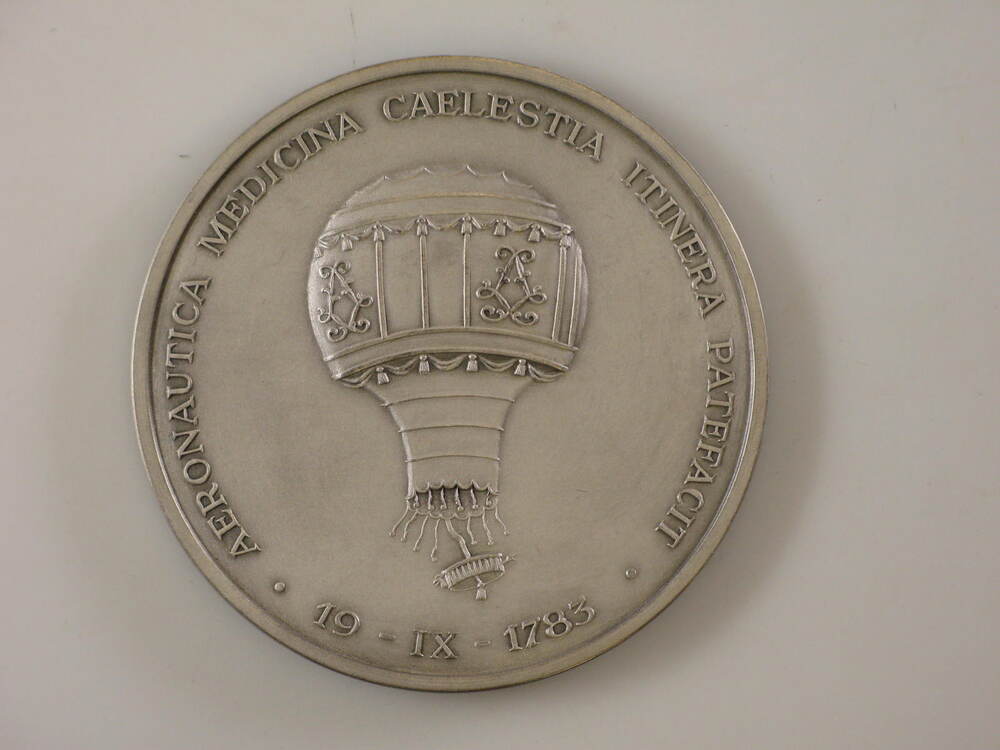 AERONAUTICA MEDICINA CAELESTIA ITINERA PATEFACIT
19 - IX - 1783